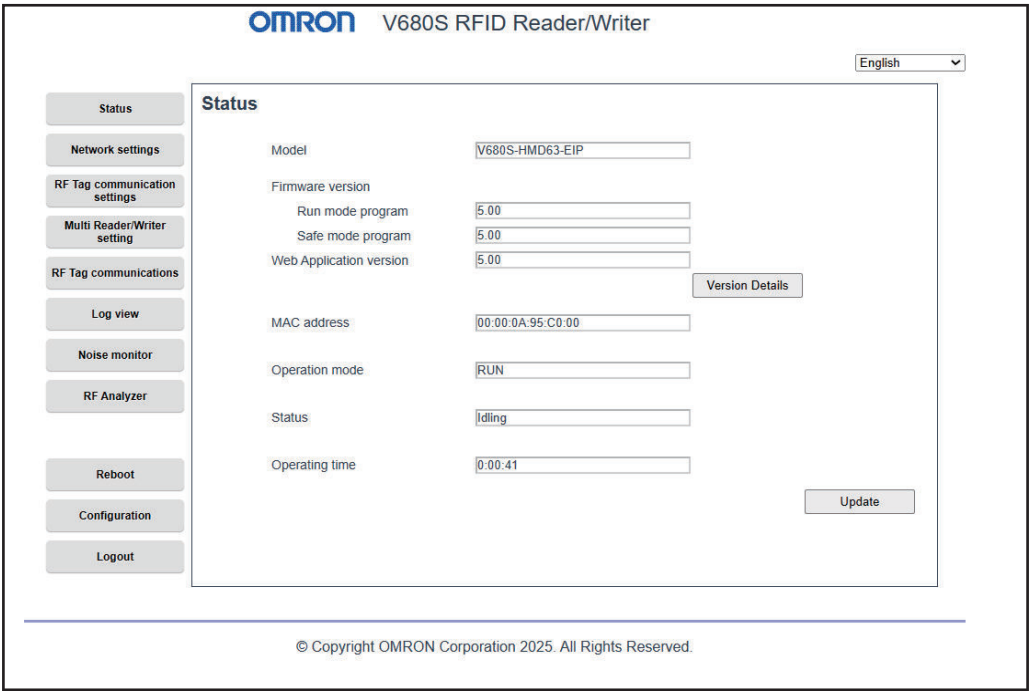 OMRON V680S RFID Reader/Writer
English
Status
Network settings
RF Tag communication
settings
Multi Reader/Writer
setting
RF Tag communications
Log view
Noise monitor
RF Analyzer
Reboot
Configuration
Logout
Status
Model V680S-HMD63-EIP
Firmware version
Run mode program 5.00
Safe mode program 5.00
Web Application version 5.00
Version Details
MAC address 00:00:0A:95:C0:00
Operation mode RUN
Status Idling
Operating time 0:00:41
Update
© Copyright OMRON Corporation 2025. All Rights Reserved.